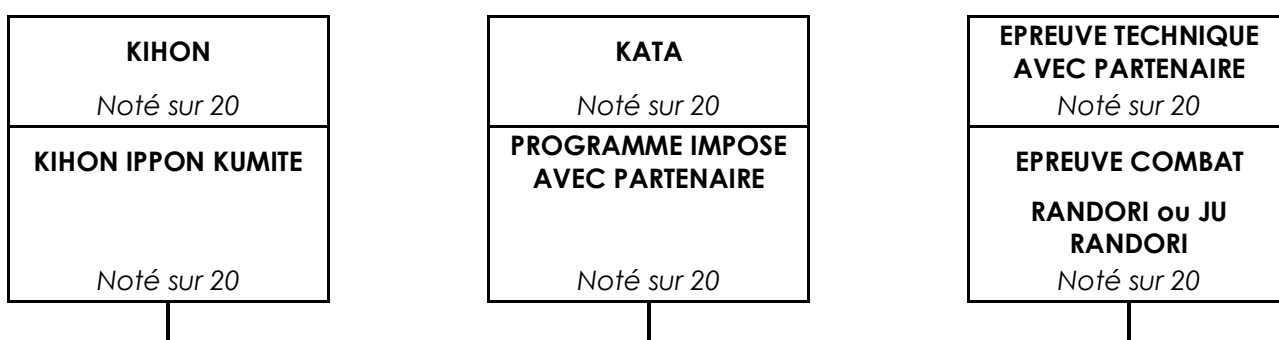 KIHON
Noté sur 20
KIHON IPPON KUMITE
Noté sur 20
KATA
Noté sur 20
PROGRAMME IMPOSE
AVEC PARTENAIRE
Noté sur 20
EPREUVE TECHNIQUE
AVEC PARTENAIRE
Noté sur 20
EPREUVE COMBAT
RANDORI ou JU
RANDORI
Noté sur 20